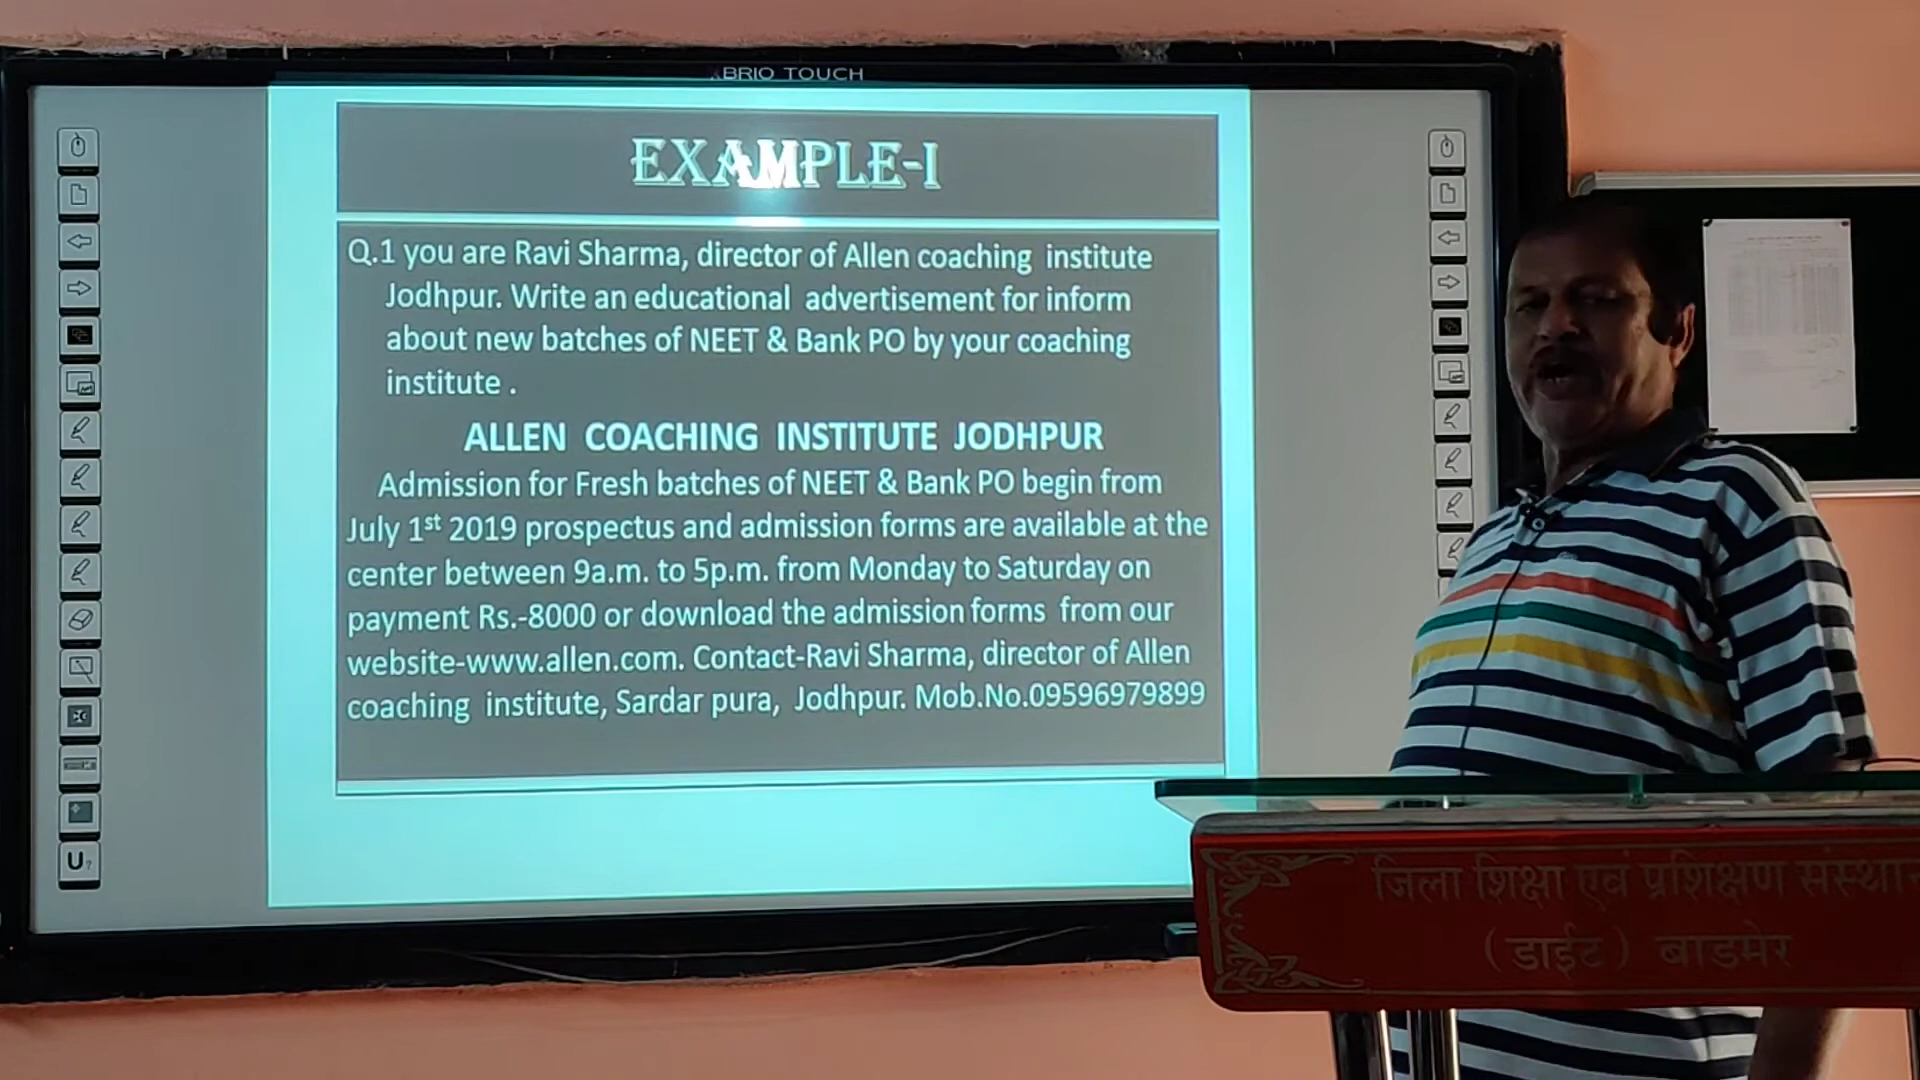 BRIO TOUCH
EXAMPLE-I
Q.1 you are Ravi Sharma, director of Allen coaching institute
Jodhpur. Write an educational advertisement for inform
about new batches of NEET & Bank PO by your coaching
institute .
ALLEN COACHING INSTITUTE JODHPUR
Admission for Fresh batches of NEET & Bank PO begin from
July 1st 2019 prospectus and admission forms are available at the
center between 9a.m. to 5p.m. from Monday to Saturday on
payment Rs.-8000 or download the admission forms from our
website-www.allen.com. Contact-Ravi Sharma, director of Allen
coaching institute, Sardar pura, Jodhpur. Mob.No.09596979899
U?
जिला शिक्षा एवं प्रशिक्षण संस्थान
(डाईट) बाडमेर